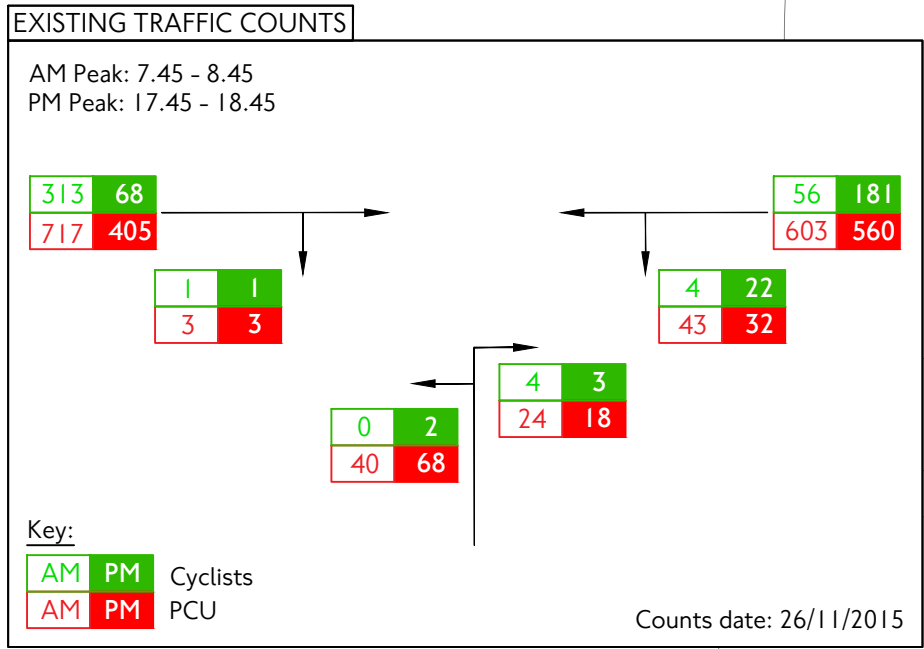 EXISTING TRAFFIC COUNTS
AM Peak: 7.45 - 8.45
PM Peak: 17.45 - 18.45
313 68
717 405
56 181
603 560
1 1
3 3
4 22
43 32
4 3
24 18
0 2
40 68
Key:
AM PM Cyclists
AM PM PCU
Counts date: 26/11/2015